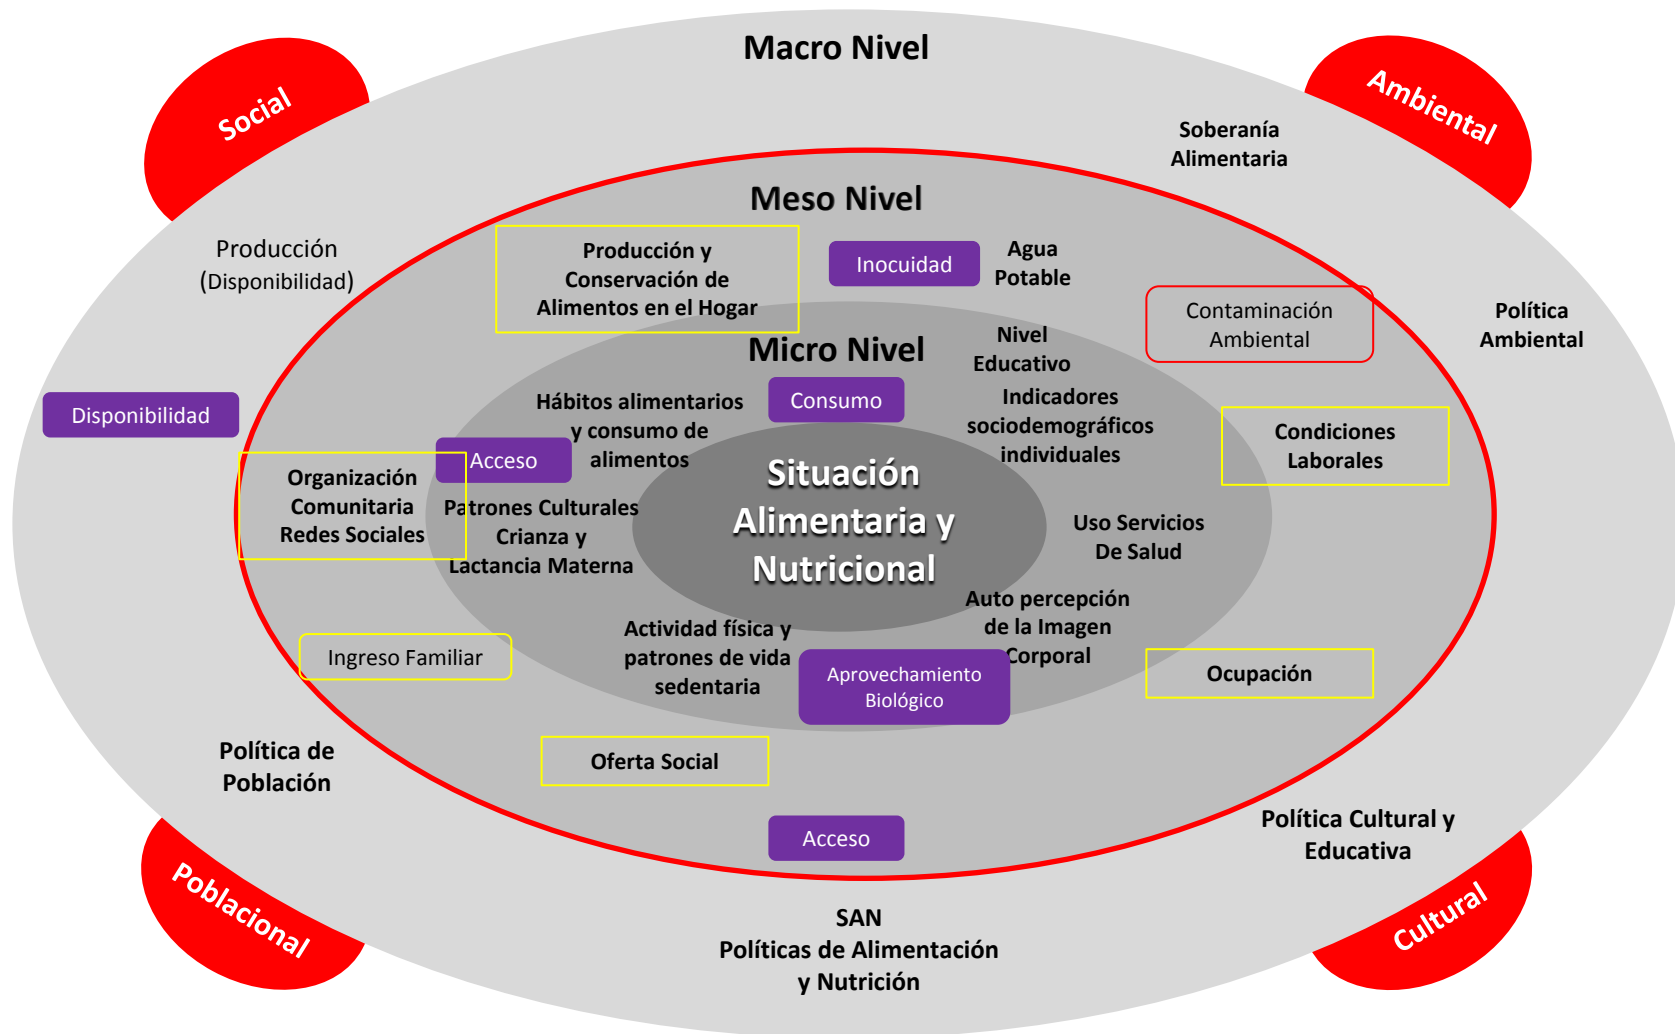 Macro Nivel
Social
Ambiental
Soberanía
Alimentaria
Meso Nivel
Producción
(Disponibilidad)
Producción y
Conservación de
Alimentos en el Hogar
Inocuidad
Agua
Potable
Contaminación
Ambiental
Política
Ambiental
Micro Nivel
Nivel
Educativo
Disponibilidad
Hábitos alimentarios
y consumo de
alimentos
Consumo
Indicadores
sociodemográficos
individuales
Condiciones
Laborales
Acceso
Organización
Comunitaria
Redes Sociales
Patrones Culturales
Crianza y
Lactancia Materna
Situación
Alimentaria y
Nutricional
Uso Servicios
De Salud
Auto percepción
de la Imagen
Corporal
Actividad física y
patrones de vida
sedentaria
Ingreso Familiar
Aprovechamiento
Biológico
Ocupación
Política de
Población
Oferta Social
Acceso
Política Cultural y
Educativa
Poblacional
Cultural
SAN
Políticas de Alimentación
y Nutrición